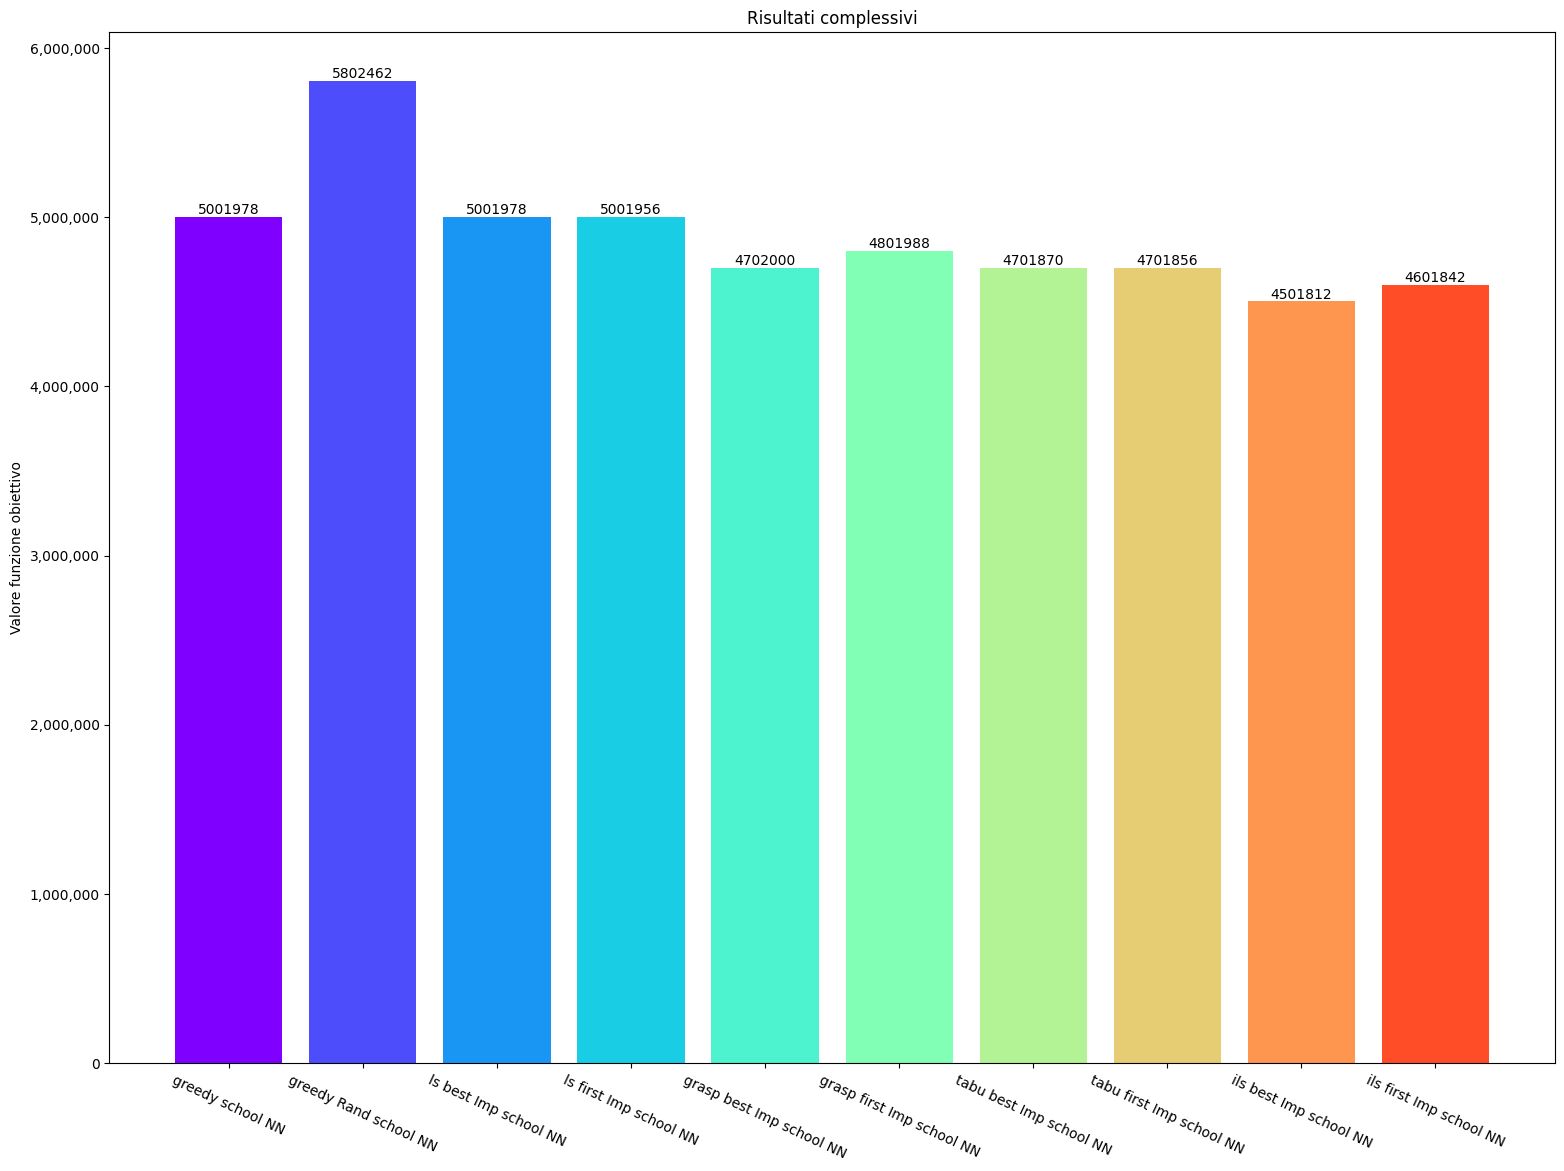 Risultati complessivi
Valore funzione obiettivo
6,000,000
5,000,000
4,000,000
3,000,000
2,000,000
1,000,000
0
5001978
5802462
5001978
5001956
4702000
4801988
4701870
4701856
4501812
4601842
greedy school NN
greedy Rand school NN
ls best Imp school NN
ls first Imp school NN
grasp best Imp school NN
grasp first Imp school NN
tabu best Imp school NN
tabu first Imp school NN
ils best Imp school NN
ils first Imp school NN